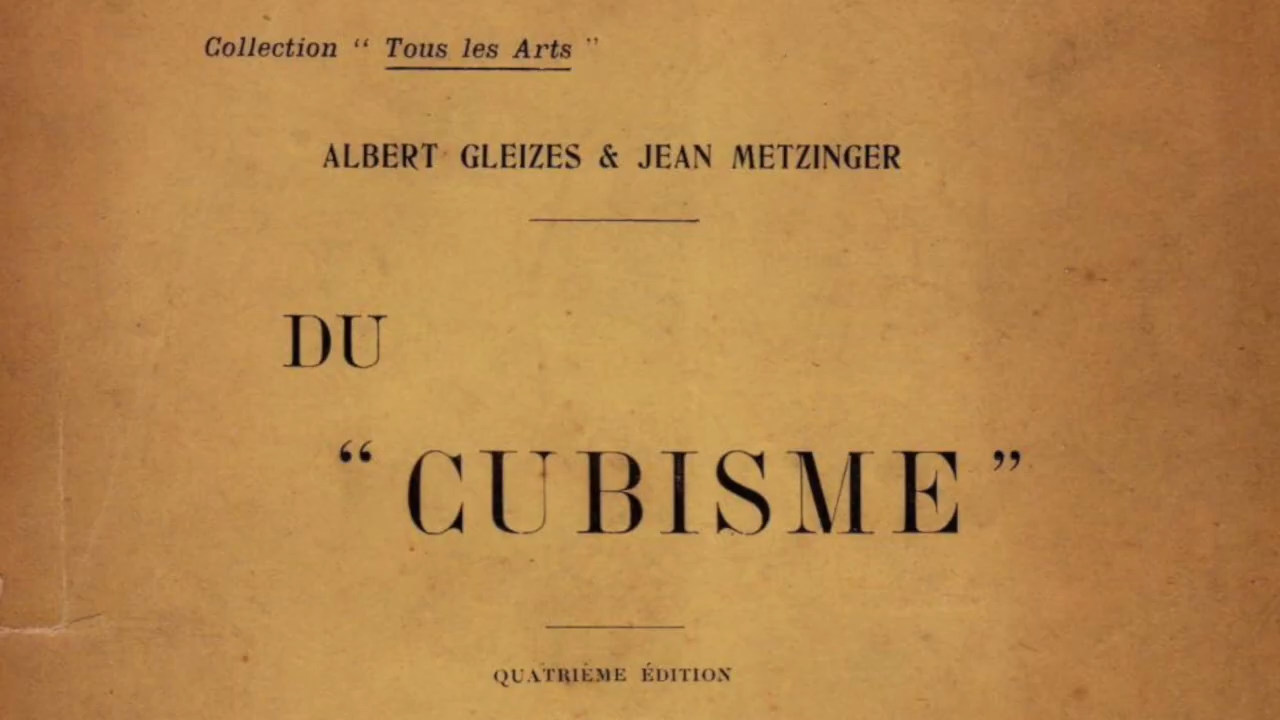 Collection “ Tous les Arts ”
ALBERT GLEIZES & JEAN METZINGER
DU
“ CUBISME ”
QUATRIÈME ÉDITION